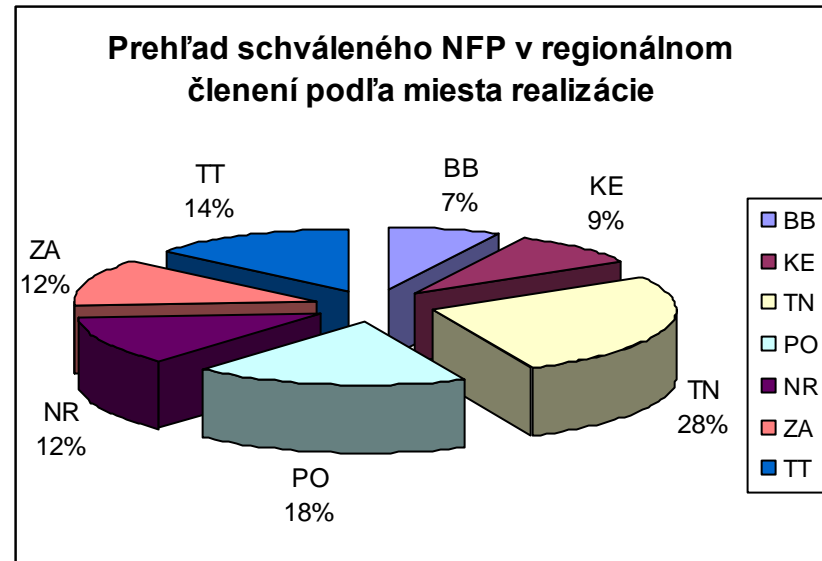 Prehľad schváleného NFP v regionálnom
členení podľa miesta realizácie
BB
7%
KE
9%
TN
28%
PO
18%
NR
12%
ZA
12%
TT
14%
BB
KE
TN
PO
NR
ZA
TT